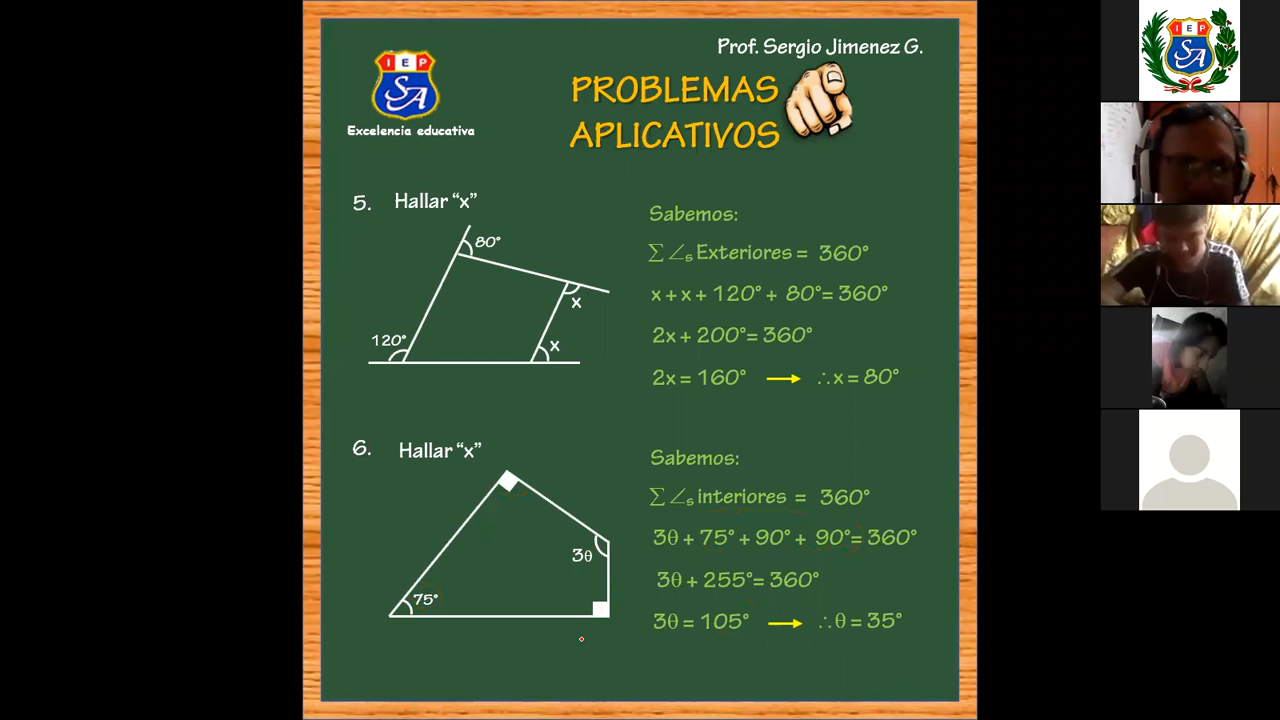 Prof. Sergio Jimenez G.
I E P
SA
Excelencia educativa
PROBLEMAS
APLICATIVOS
5. Hallar "x"
80°
x
120°
x
Sabemos:
∑∠s Exteriores = 360°
x + x + 120° + 80° = 360°
2x + 200° = 360°
2x = 160° → ∴x = 80°
6. Hallar "x"
3θ
75°
Sabemos:
∑∠s interiores = 360°
3θ + 75° + 90° + 90° = 360°
3θ + 255° = 360°
3θ = 105° → ∴θ = 35°
I E P
SA